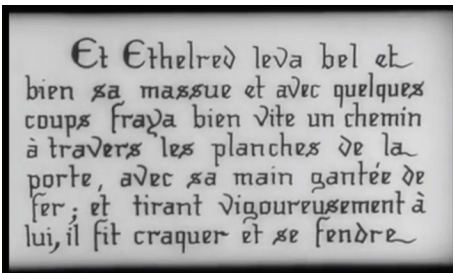 Et Ethelred leva bel et
bien sa massue et avec quelques
coups fraya bien vite un chemin
à travers les planches de la
porte, avec sa main gantée de
fer; et tirant vigoureusement à
lui, il fit craquer et se fendre